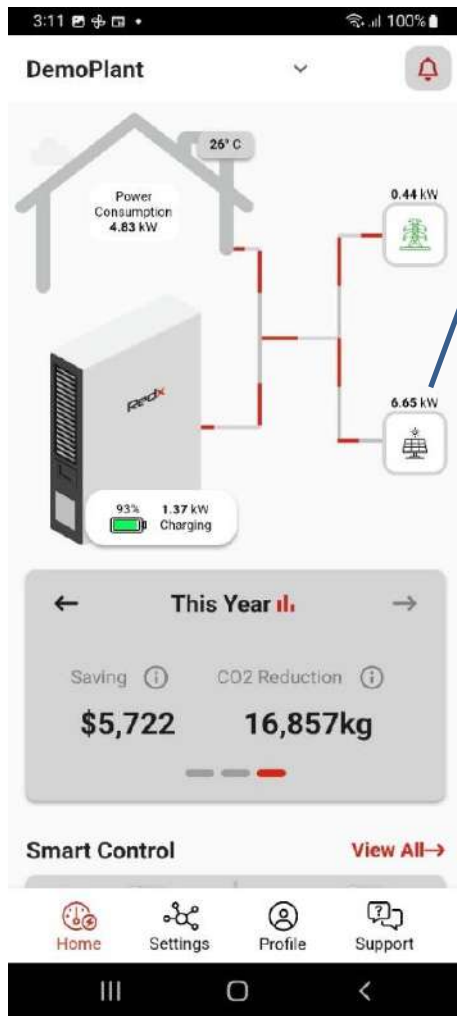 3:11 100%
DemoPlant
26° C
Power
Consumption
4.83 kW
0.44 kW
Redx
6.65 kW
93% 1.37 kW
Charging
This Year
Saving CO2 Reduction
$5,722 16,857kg
Smart Control View All→
Home Settings Profile Support